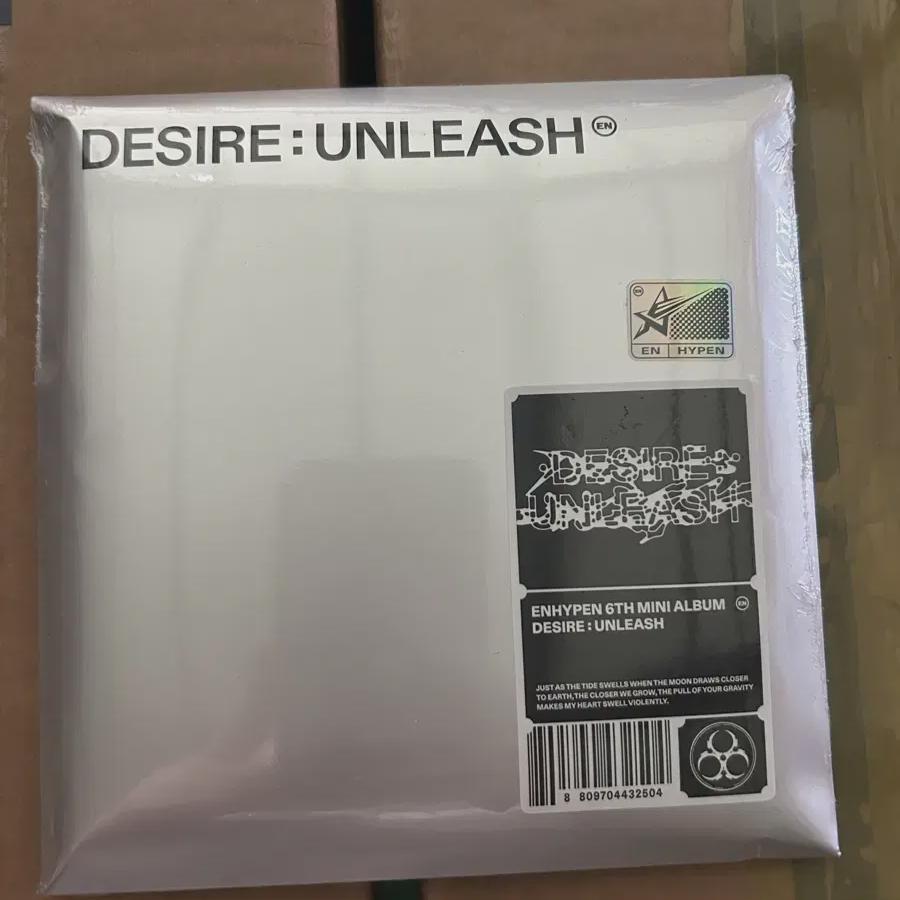 DESIRE : UNLEASH EN
EN
EN HYPEN
DESIRE :
UNLEASH
ENHYPEN 6TH MINI ALBUM EN
DESIRE : UNLEASH
JUST AS THE TIDE SWELLS WHEN THE MOON DRAWS CLOSER
TO EARTH, THE CLOSER WE GROW, THE PULL OF YOUR GRAVITY
MAKES MY HEART SWELL VIOLENTLY.
8 809704432504